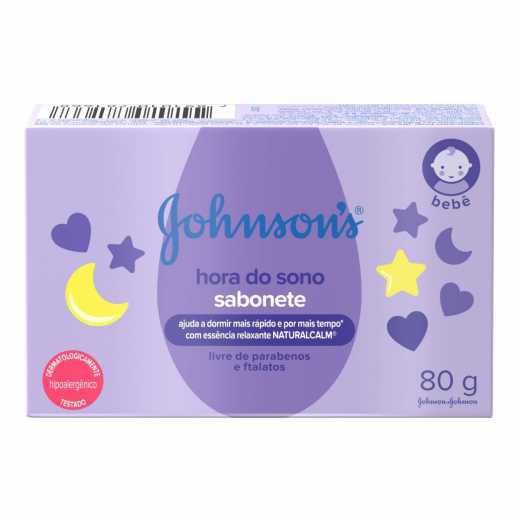 Johnson's®
bebê
hora do sono
sabonete
ajuda a dormir mais rápido e por mais tempo*
com essência relaxante NATURALCALM®
livre de parabenos
e ftalatos
DERMATOLOGICAMENTE
hipoalergênico
TESTADO
80 g
Johnson & Johnson